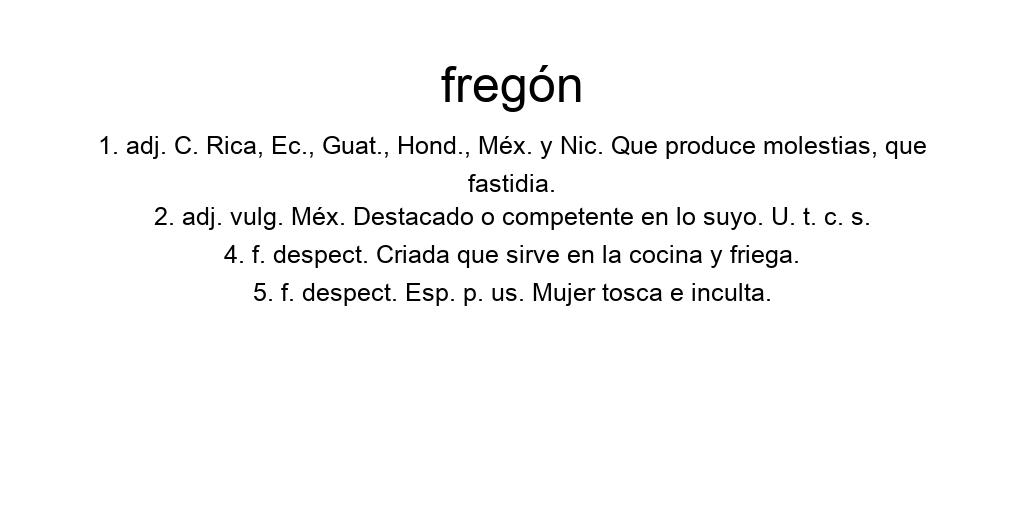 fregón
1. adj. C. Rica, Ec., Guat., Hond., Méx. y Nic. Que produce molestias, que
fastidia.
2. adj. vulg. Méx. Destacado o competente en lo suyo. U. t. c. s.
4. f. despect. Criada que sirve en la cocina y friega.
5. f. despect. Esp. p. us. Mujer tosca e inculta.